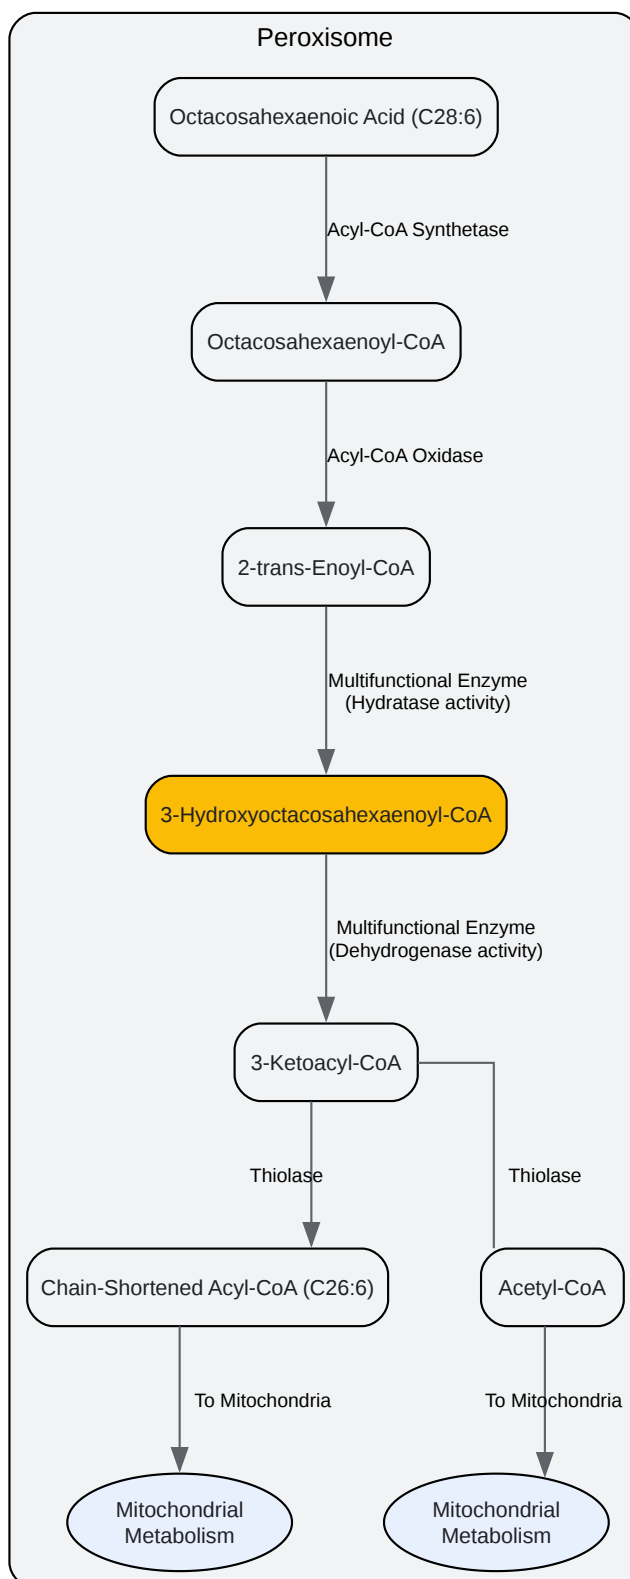 Peroxisome
Octacosahexaenoic Acid (C28:6)
Acyl-CoA Synthetase
Octacosahexaenoyl-CoA
Acyl-CoA Oxidase
2-trans-Enoyl-CoA
Multifunctional Enzyme
(Hydratase activity)
3-Hydroxyoctacosahexaenoyl-CoA
Multifunctional Enzyme
(Dehydrogenase activity)
3-Ketoacyl-CoA
Thiolase
Thiolase
Chain-Shortened Acyl-CoA (C26:6)
Acetyl-CoA
To Mitochondria
To Mitochondria
Mitochondrial
Metabolism
Mitochondrial
Metabolism